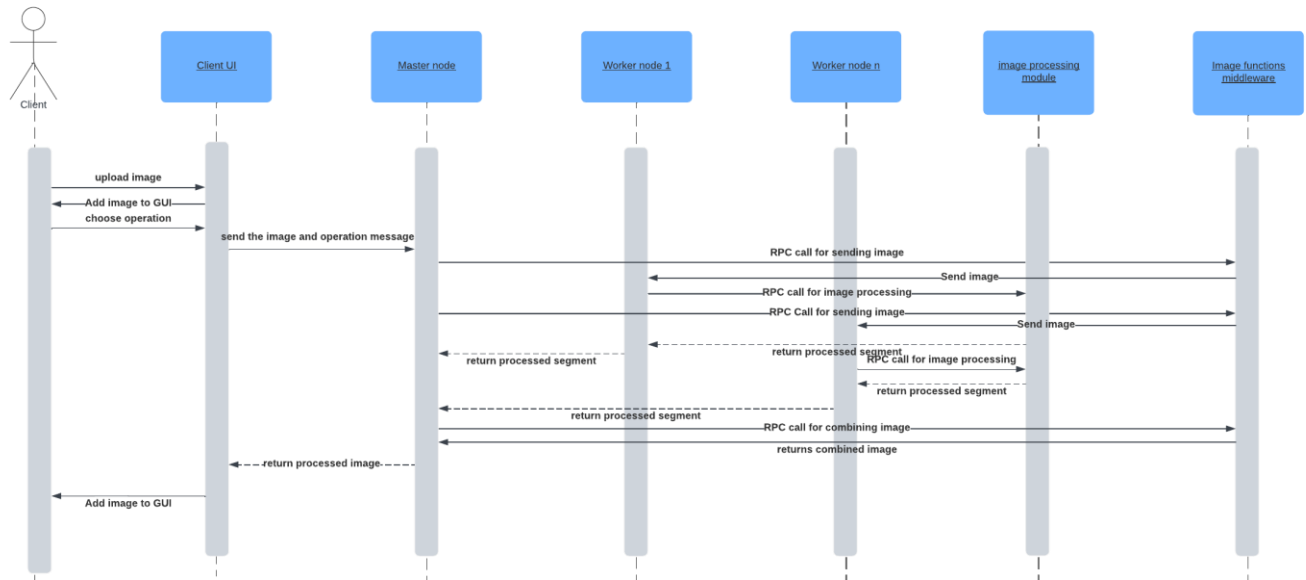 Client UI
Master node
Worker node 1
Worker node n
image processing
module
Image functions
middleware
Client
upload image
Add image to GUI
choose operation
send the image and operation message
RPC call for sending image
Send image
RPC call for image processing
RPC Call for sending image
Send image
return processed segment
return processed segment
RPC call for image processing
return processed segment
return processed segment
RPC call for combining image
returns combined image
return processed image
Add image to GUI